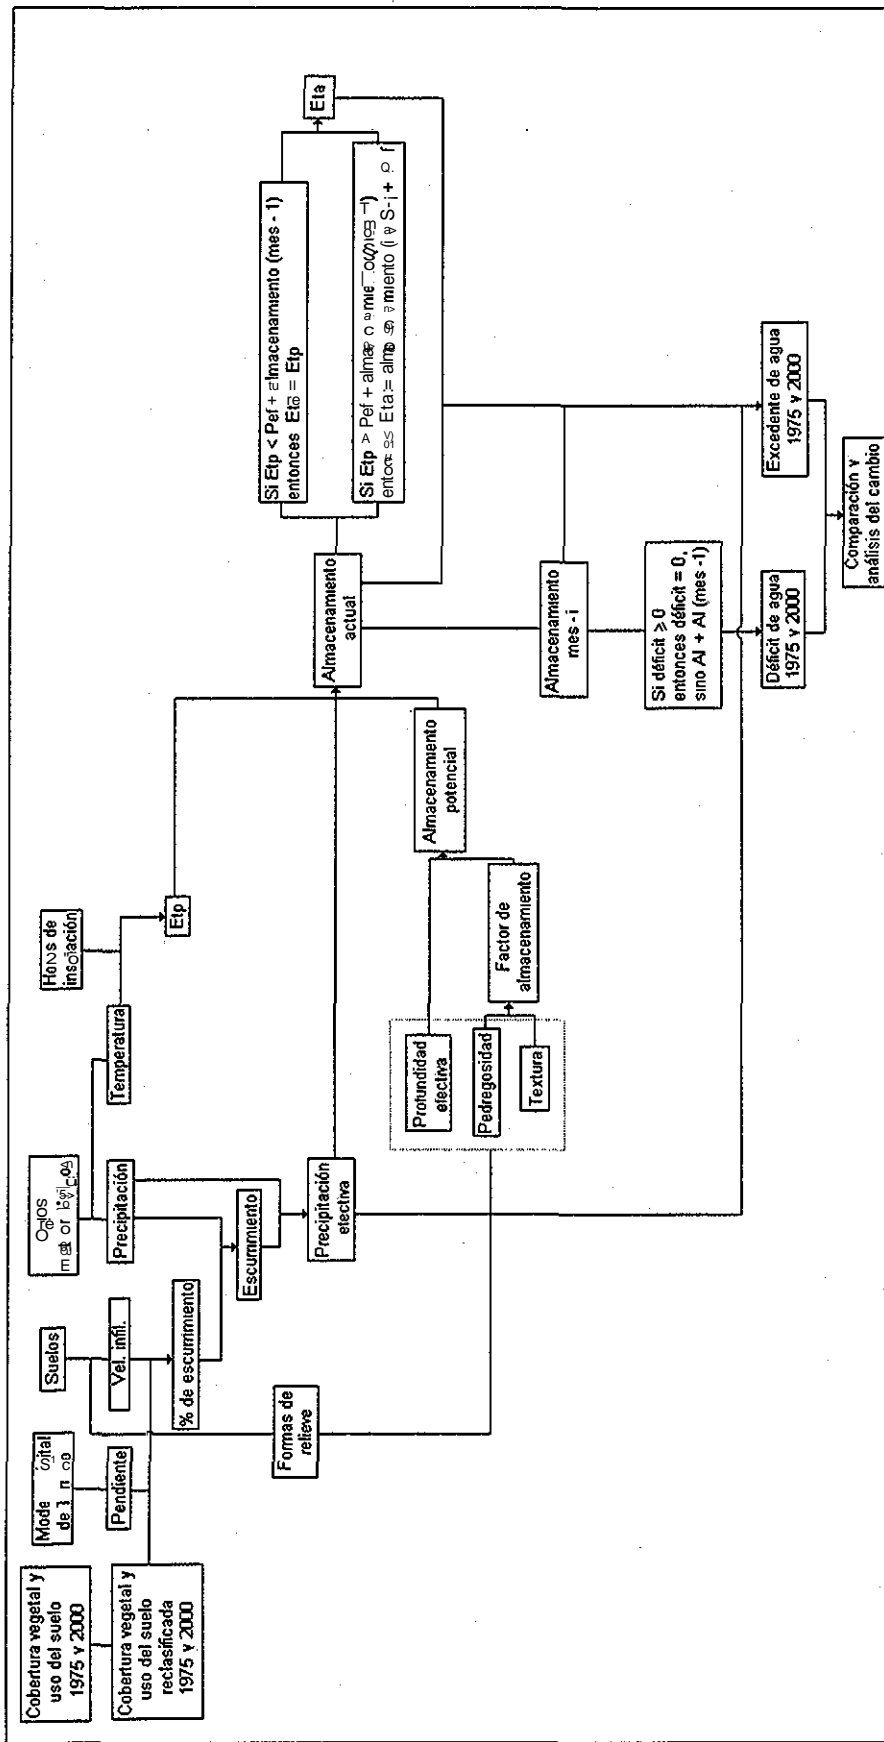 Cobertura vegetal y
uso del suelo
1975 y 2000
Cobertura vegetal y
uso del suelo
reclasificada
1975 y 2000
Pendiente
Suelos
Vel. infil.
% de escurrimiento
Formas de
relieve
Precipitación
Escurrimiento
Precipitación
efectiva
Temperatura
Horas de
insolación
Etp
Profundidad
efectiva
Pedregosidad
Textura
Factor de
almacenamiento
Almacenamiento
potencial
Almacenamiento
actual
Si Etp < Pef + almacenamiento (mes - 1)
entonces Eta = Etp
Si Etp > Pef +
Eta
Almacenamiento
mes - i
Si déficit ≥ 0
entonces déficit = 0,
sino Al + Al (mes -1)
Déficit de agua
1975 y 2000
Excedente de agua
1975 y 2000
Comparación y
análisis del cambio